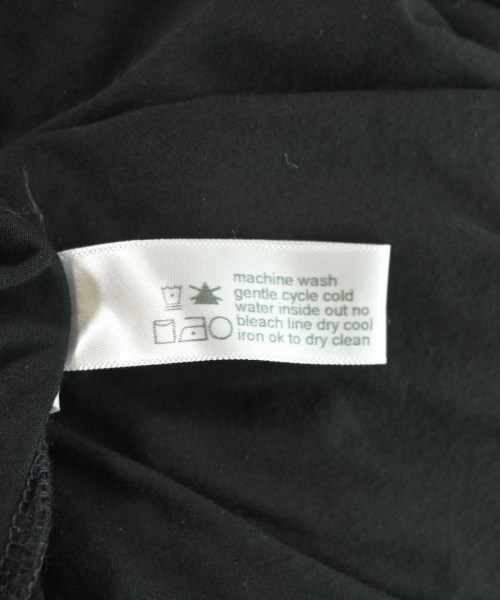 machine wash
gentle cycle cold
water inside out no
bleach line dry cool
iron ok to dry clean